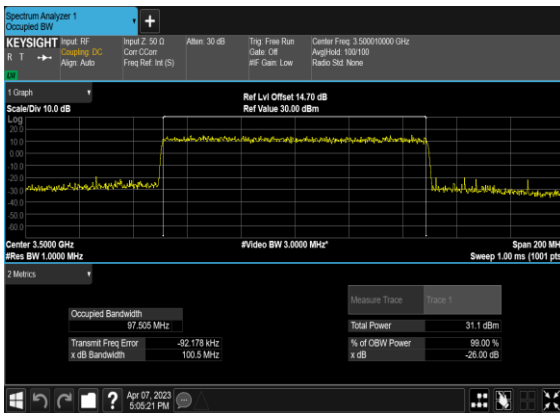 Spectrum Analyzer 1
Occupied BW
KEYSIGHT
R T
LV
Input: RF
Coupling: DC
Align: Auto
Input Z: 50 Ω
Corr CCorr
Freq Ref: Int (S)
Atten: 30 dB
Trig: Free Run
Gate: Off
#IF Gain: Low
Center Freq: 3.500010000 GHz
Avg|Hold: 100/100
Radio Std: None
1 Graph
Scale/Div 10.0 dB
Ref Lvl Offset 14.70 dB
Ref Value 30.00 dBm
Log
20.0
10.0
0.00
-10.0
-20.0
-30.0
-40.0
-50.0
-60.0
Center 3.5000 GHz
#Res BW 1.0000 MHz
#Video BW 3.0000 MHz*
Span 200 MH
Sweep 1.00 ms (1001 pts
2 Metrics
Measure Trace Trace 1
Occupied Bandwidth
97.505 MHz
Total Power 31.1 dBm
Transmit Freq Error -92.178 kHz
% of OBW Power 99.00 %
x dB Bandwidth 100.5 MHz
x dB -26.00 dB
?
Apr 07, 2023
5:05:21 PM